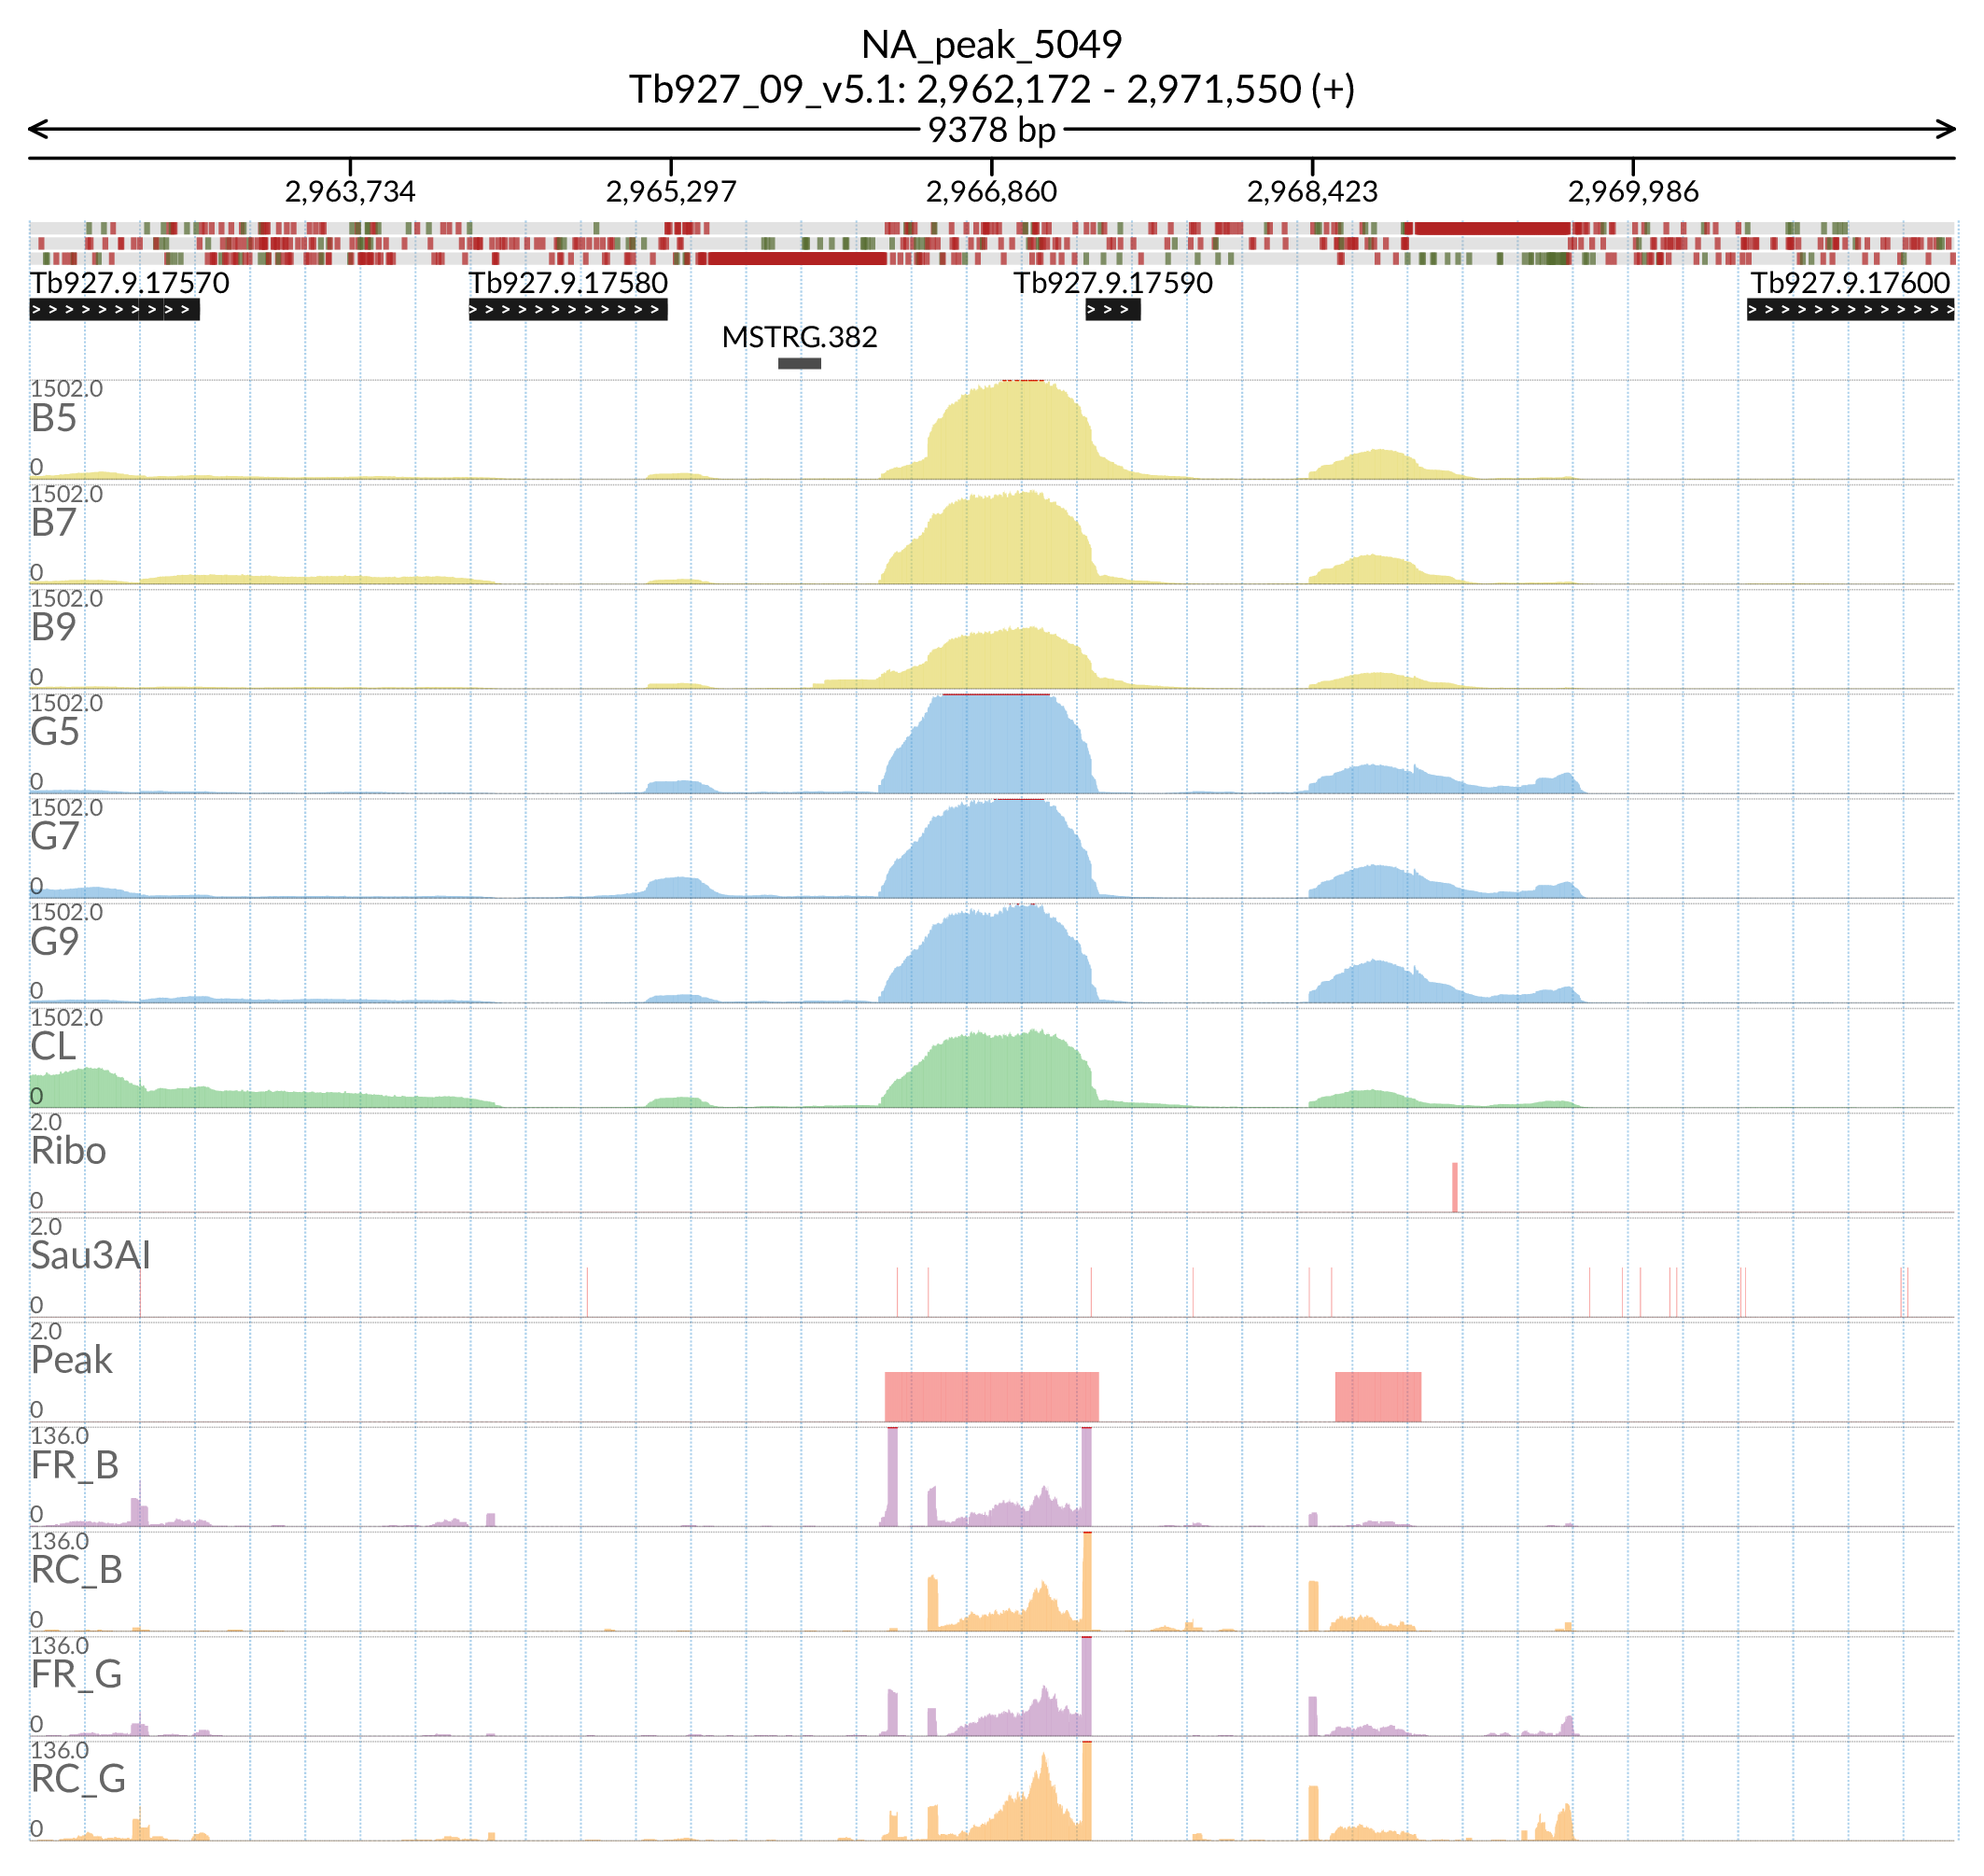 NA_peak_5049
Tb927_09_v5.1: 2,962,172 - 2,971,550 (+)
9378 bp
2,963,734 2,965,297 2,966,860 2,968,423 2,969,986
Tb927.9.17570 Tb927.9.17580 Tb927.9.17590 Tb927.9.17600
MSTRG.382
1502.0
B5
0
1502.0
B7
0
1502.0
B9
0
1502.0
G5
0
1502.0
G7
0
1502.0
G9
0
1502.0
CL
0
2.0
Ribo
0
2.0
Sau3AI
0
2.0
Peak
0
136.0
FR_B
0
136.0
RC_B
0
136.0
FR_G
0
136.0
RC_G
0